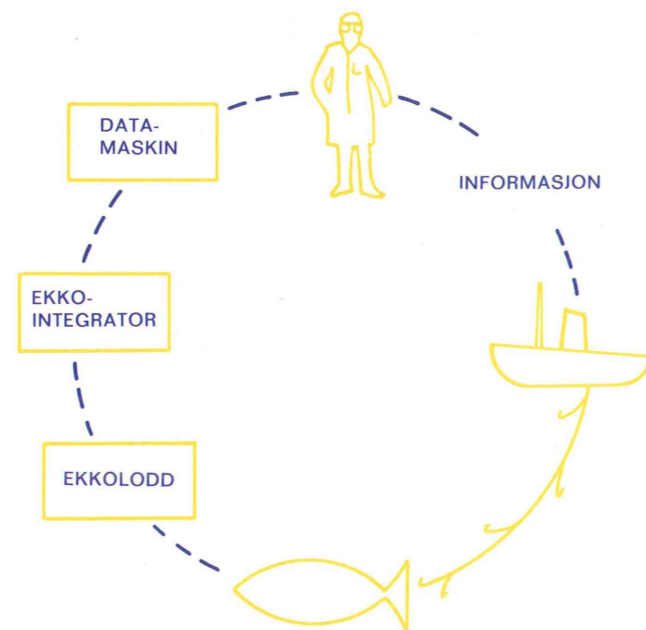 DATA-
MASKIN
INFORMASJON
EKKO-
INTEGRATOR
EKKOLODD